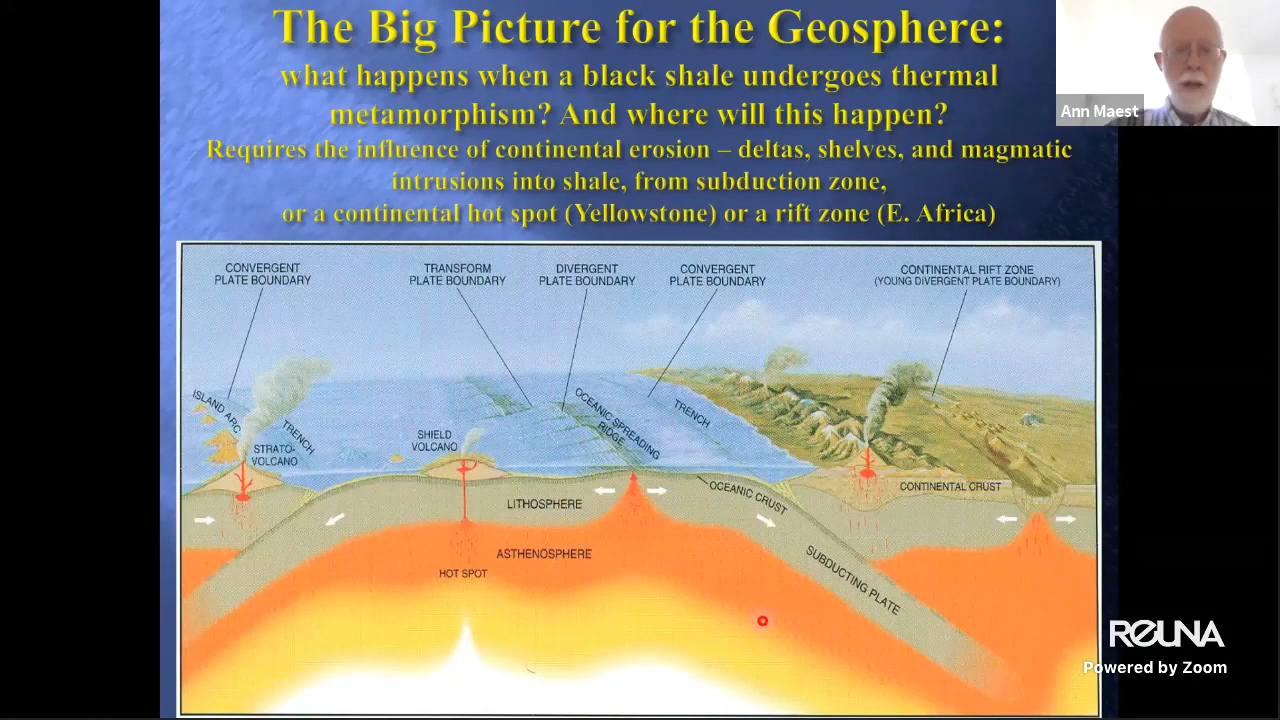 The Big Picture for the Geosphere:
what happens when a black shale undergoes thermal
metamorphism? And where will this happen?
Requires the influence of continental erosion – deltas, shelves, and magmatic
intrusions into shale, from subduction zone,
or a continental hot spot (Yellowstone) or a rift zone (E. Africa)
Ann Maest
CONVERGENT
PLATE BOUNDARY
TRANSFORM
PLATE BOUNDARY
DIVERGENT
PLATE BOUNDARY
CONVERGENT
PLATE BOUNDARY
CONTINENTAL RIFT ZONE
(YOUNG DIVERGENT PLATE BOUNDARY)
ISLAND ARC
TRENCH
STRATO-
VOLCANO
SHIELD
VOLCANO
OCEANIC SPREADING
RIDGE
TRENCH
LITHOSPHERE
OCEANIC CRUST
CONTINENTAL CRUST
ASTHENOSPHERE
HOT SPOT
SUBDUCTING PLATE
REUNA
Powered by Zoom